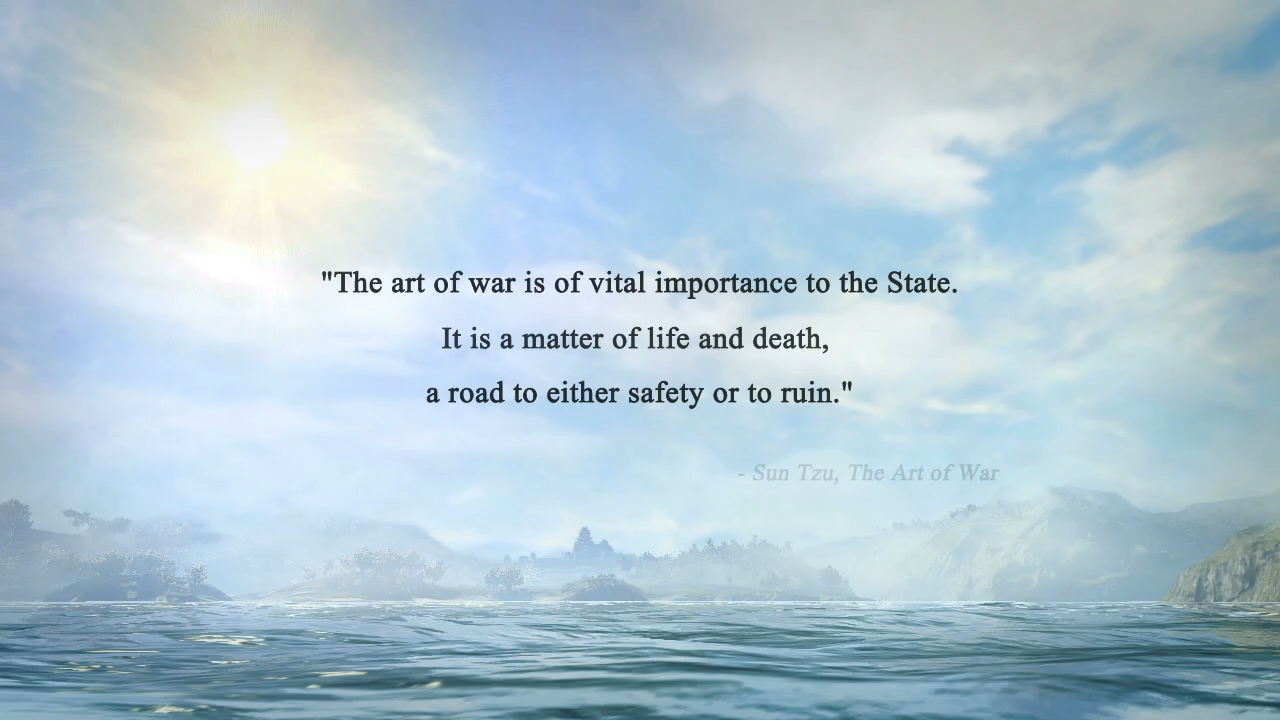 "The art of war is of vital importance to the State.
It is a matter of life and death,
a road to either safety or to ruin."
- Sun Tzu, The Art of War